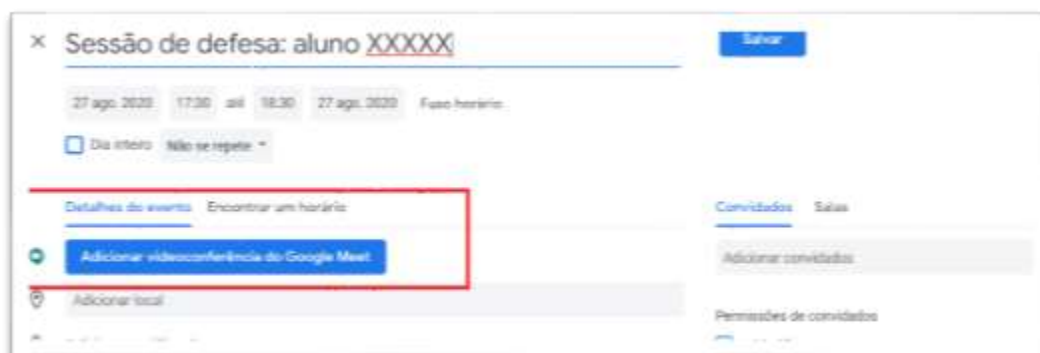 × Sessão de defesa: aluno XXXXX
Salvar
27 ago. 2020 17:30 até 18:30 27 ago. 2020 Fuso horário
Dia inteiro Não se repete
Detalhes do evento Encontrar um horário
Convidados Salas
Adicionar videoconferência do Google Meet
Adicionar convidados
Adicionar local
Permissões de convidados